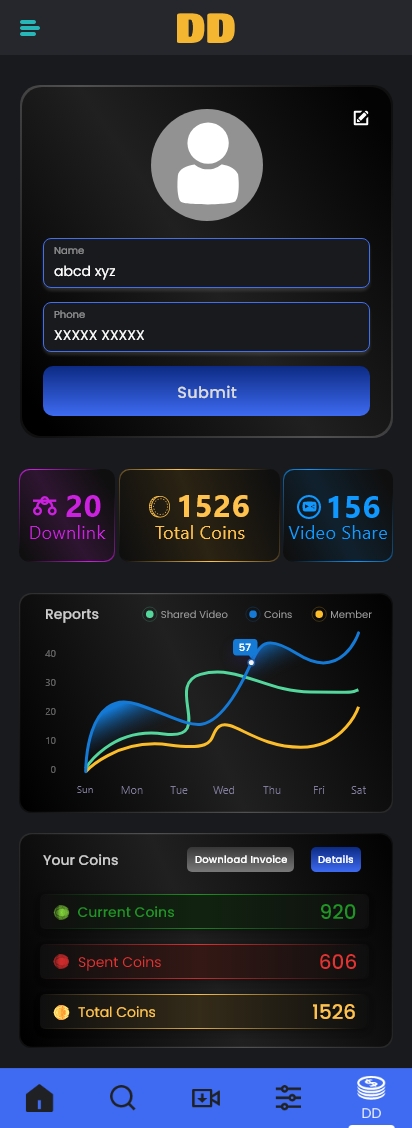 DD
Name
abcd xyz
Phone
XXXXX XXXXX
Submit
20
Downlink
1526
Total Coins
156
Video Share
Reports
Shared Video Coins Member
57
40
30
20
10
0
Sun Mon Tue Wed Thu Fri Sat
Your Coins Download Invoice Details
Current Coins 920
Spent Coins 606
Total Coins 1526
DD